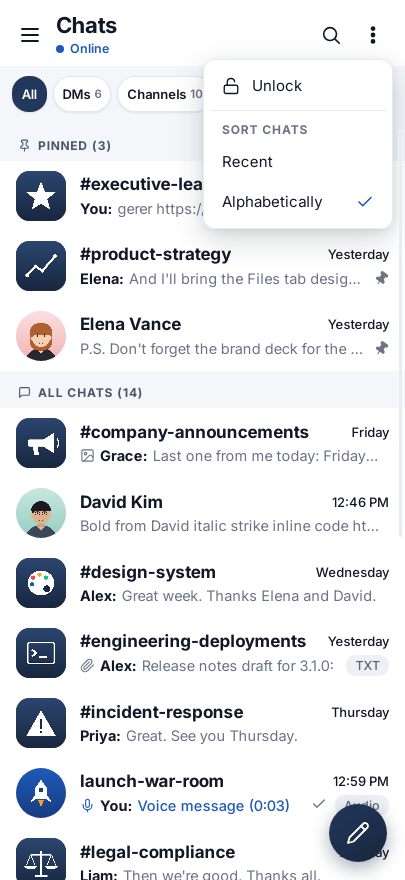 Chats
Online
All
DMs 6
Channels 10
Unlock
SORT CHATS
Recent
Alphabetically
PINNED (3)
#executive-lea
You: gerer https:/
#product-strategy Yesterday
Elena: And I'll bring the Files tab desig...
Elena Vance Yesterday
P.S. Don't forget the brand deck for the ...
ALL CHATS (14)
#company-announcements Friday
Grace: Last one from me today: Friday...
David Kim 12:46 PM
Bold from David italic strike inline code ht...
#design-system Wednesday
Alex: Great week. Thanks Elena and David.
#engineering-deployments Yesterday
Alex: Release notes draft for 3.1.0: TXT
#incident-response Thursday
Priya: Great. See you Thursday.
launch-war-room 12:59 PM
You: Voice message (0:03) Audio
#legal-compliance
Liam: Then we're good. Thanks all.